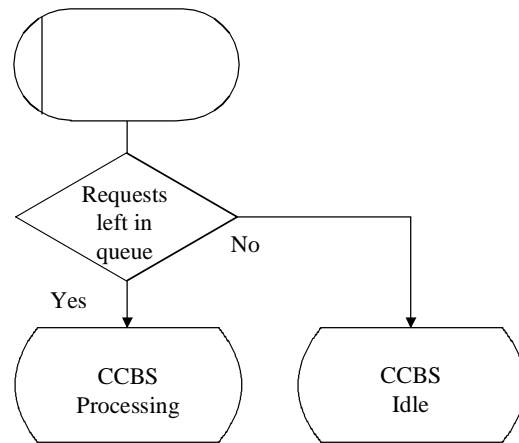 Requests
left in
queue
No
Yes
CCBS
Processing
CCBS
Idle